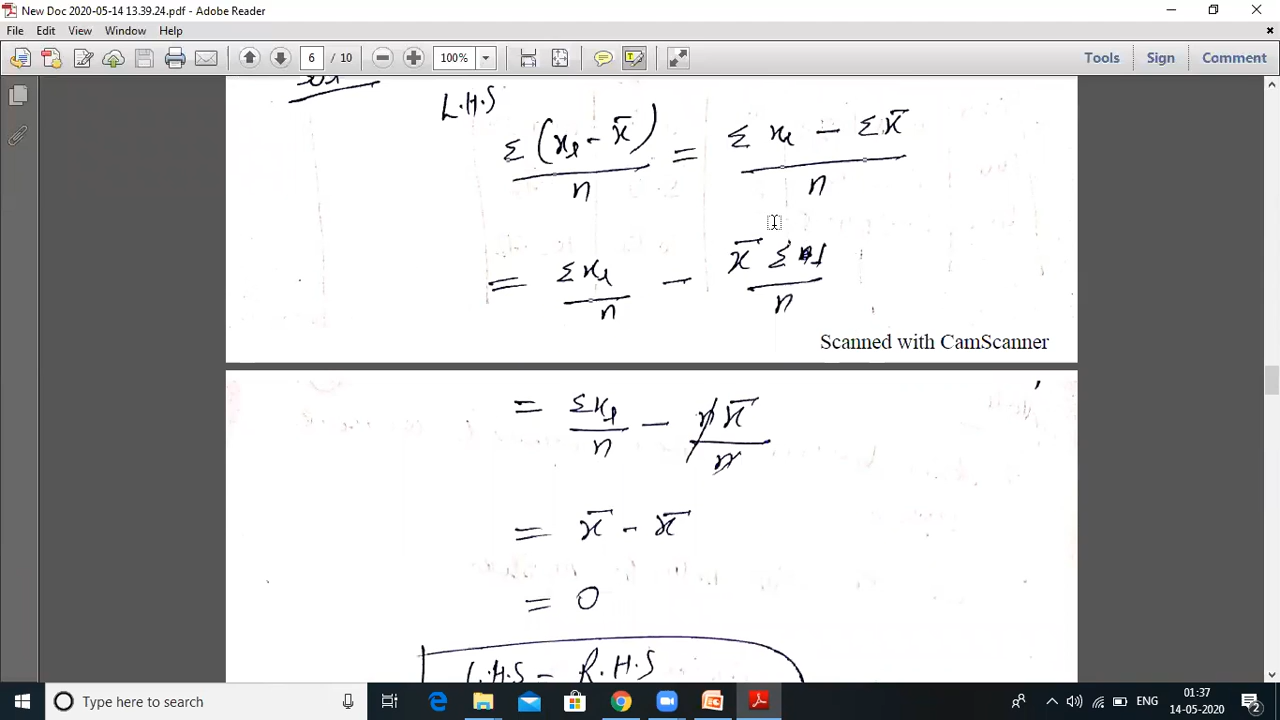 New Doc 2020-05-14 13.39.24.pdf - Adobe Reader
File Edit View Window Help
6 / 10 100% Tools Sign Comment
L.H.S
Σ(xᵢ - x̄)/n = (Σxᵢ - Σx̄)/n
= Σxᵢ/n - x̄Σ1/n
Scanned with CamScanner
= Σxᵢ/n - nx̄/n
= x̄ - x̄
= 0
L.H.S = R.H.S
Type here to search
ENG 01:37
14-05-2020
2